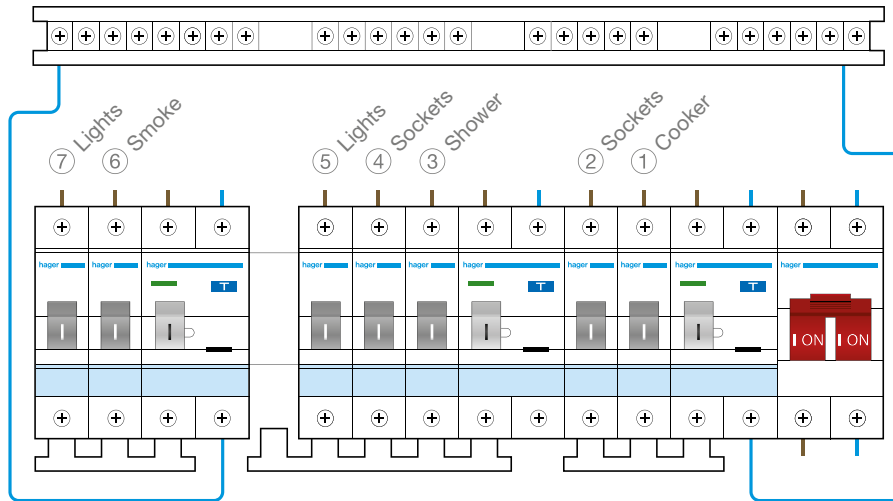 ⑦ Lights
⑥ Smoke
⑤ Lights
④ Sockets
③ Shower
② Sockets
① Cooker
hager
hager
hager
hager
hager
hager
hager
hager
hager
hager
hager
T
T
T
I ON
I ON